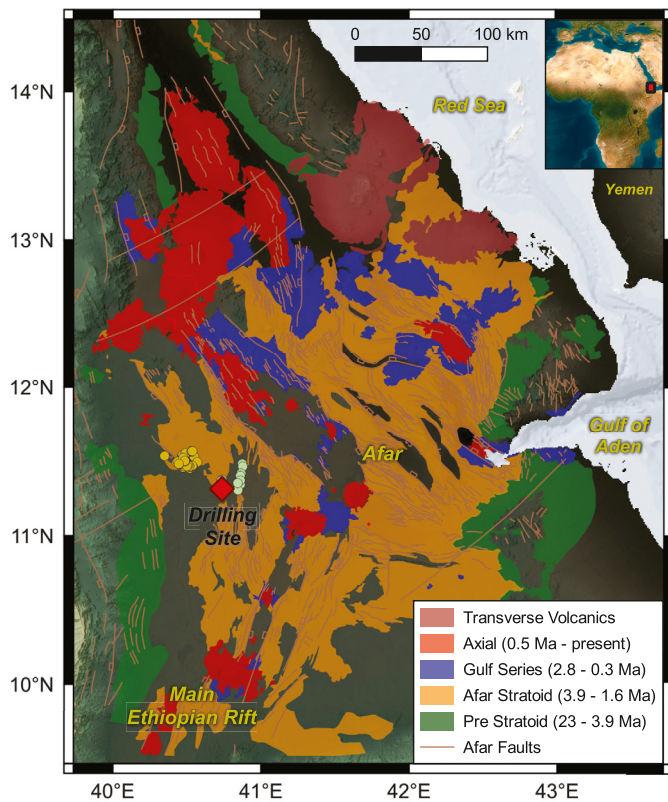 0 50 100 km
14°N
Red Sea
Yemen
13°N
12°N
Gulf of
Aden
Afar
Drilling
Site
11°N
Transverse Volcanics
Axial (0.5 Ma - present)
Gulf Series (2.8 - 0.3 Ma)
Afar Stratoid (3.9 - 1.6 Ma)
Pre Stratoid (23 - 3.9 Ma)
Afar Faults
10°N
Main
Ethiopian Rift
40°E 41°E 42°E 43°E